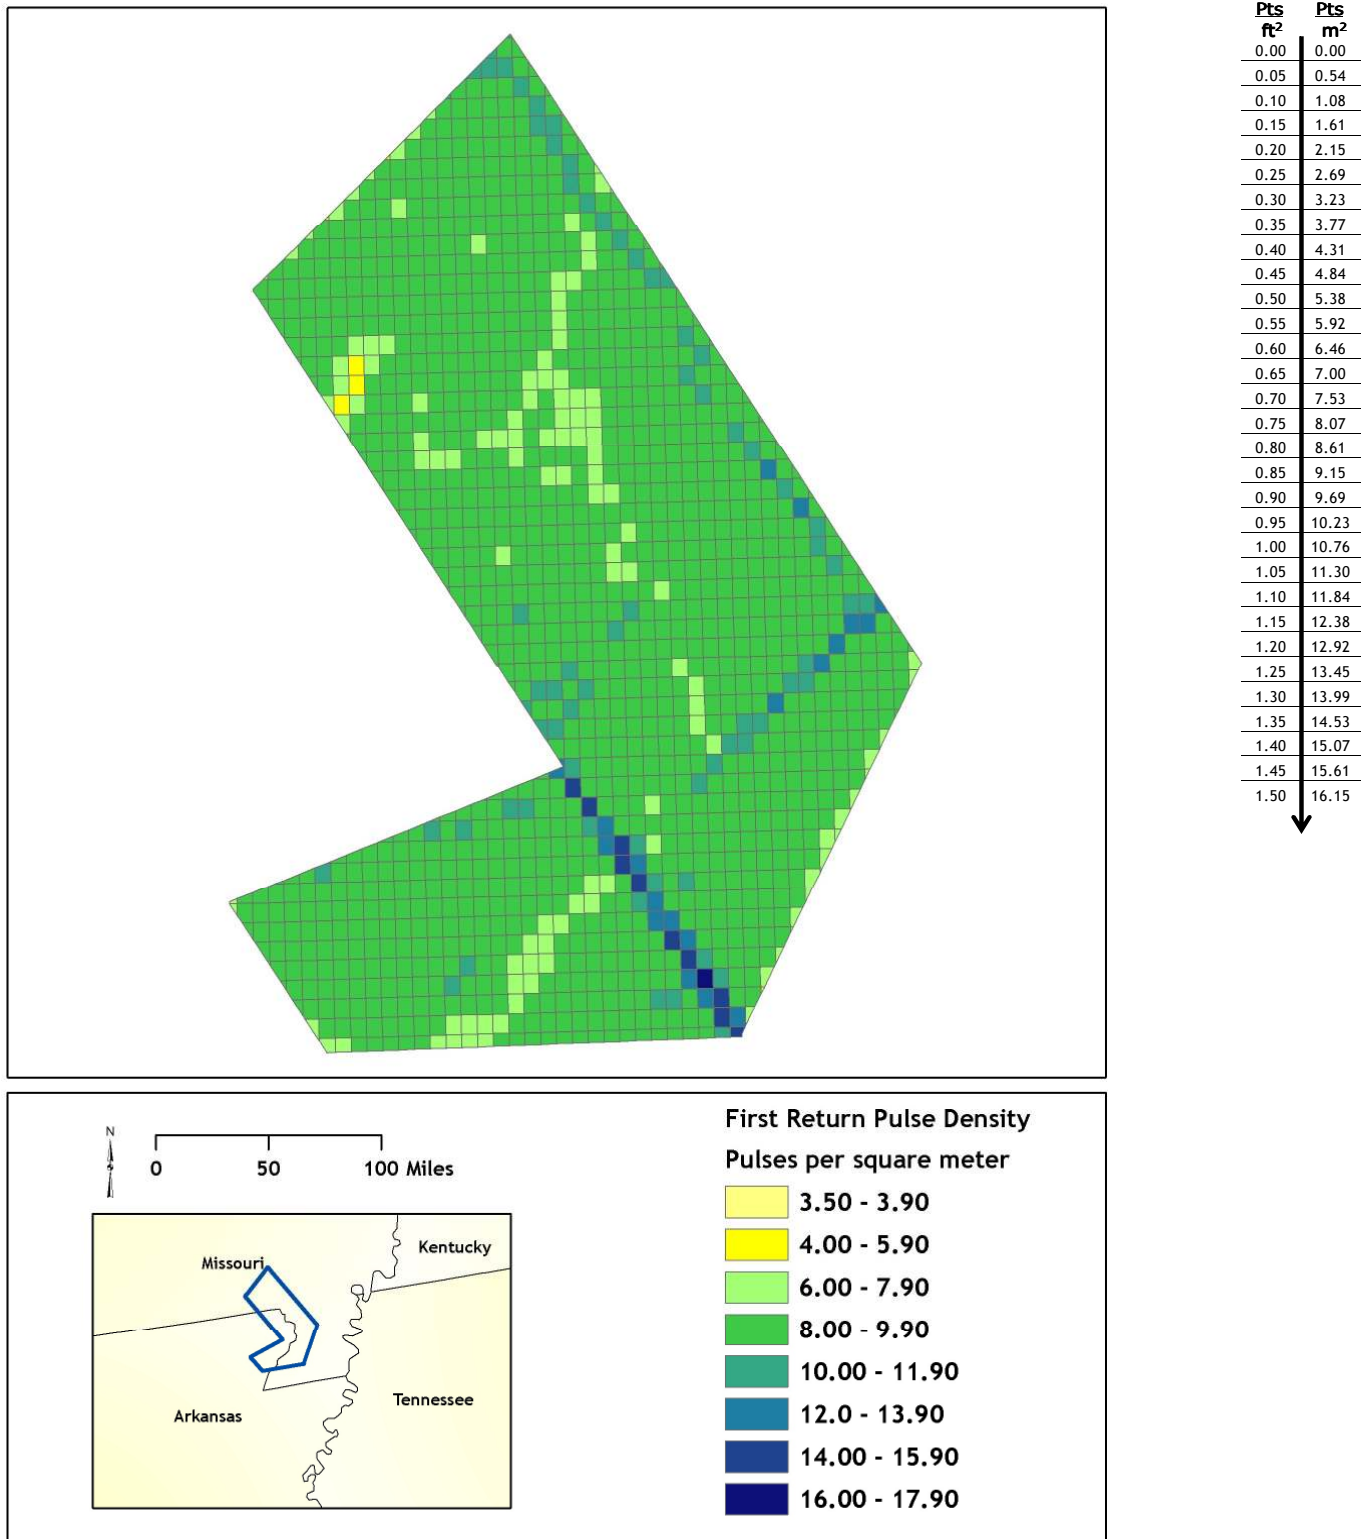 Pts Pts
ft² m²
0.00 0.00
0.05 0.54
0.10 1.08
0.15 1.61
0.20 2.15
0.25 2.69
0.30 3.23
0.35 3.77
0.40 4.31
0.45 4.84
0.50 5.38
0.55 5.92
0.60 6.46
0.65 7.00
0.70 7.53
0.75 8.07
0.80 8.61
0.85 9.15
0.90 9.69
0.95 10.23
1.00 10.76
1.05 11.30
1.10 11.84
1.15 12.38
1.20 12.92
1.25 13.45
1.30 13.99
1.35 14.53
1.40 15.07
1.45 15.61
1.50 16.15
N
0 50 100 Miles
Missouri
Kentucky
Tennessee
Arkansas
First Return Pulse Density
Pulses per square meter
3.50 - 3.90
4.00 - 5.90
6.00 - 7.90
8.00 - 9.90
10.00 - 11.90
12.0 - 13.90
14.00 - 15.90
16.00 - 17.90